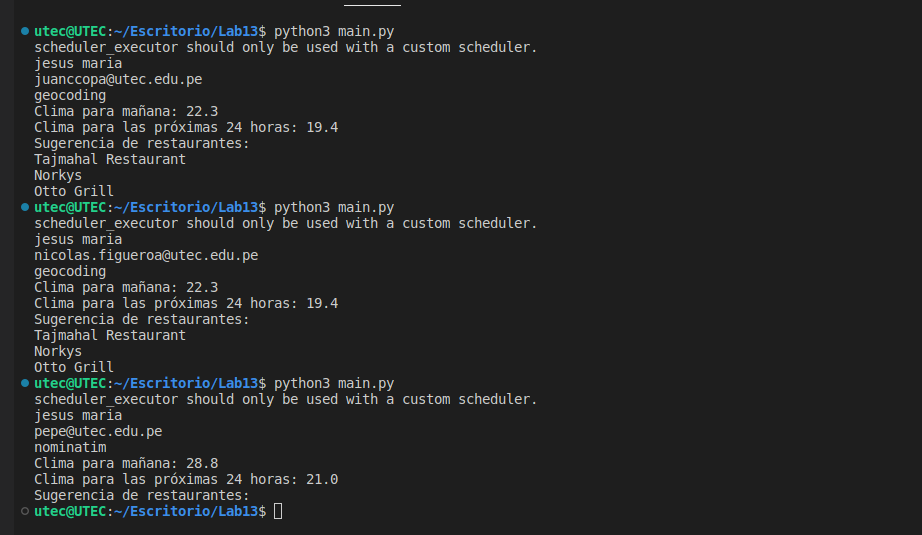 utec@UTEC:~/Escritorio/Lab13$ python3 main.py
scheduler_executor should only be used with a custom scheduler.
jesus maria
juanccopa@utec.edu.pe
geocoding
Clima para mañana: 22.3
Clima para las próximas 24 horas: 19.4
Sugerencia de restaurantes:
Tajmahal Restaurant
Norkys
Otto Grill
utec@UTEC:~/Escritorio/Lab13$ python3 main.py
scheduler_executor should only be used with a custom scheduler.
jesus maria
nicolas.figueroa@utec.edu.pe
geocoding
Clima para mañana: 22.3
Clima para las próximas 24 horas: 19.4
Sugerencia de restaurantes:
Tajmahal Restaurant
Norkys
Otto Grill
utec@UTEC:~/Escritorio/Lab13$ python3 main.py
scheduler_executor should only be used with a custom scheduler.
jesus maria
pepe@utec.edu.pe
nominatim
Clima para mañana: 28.8
Clima para las próximas 24 horas: 21.0
Sugerencia de restaurantes:
utec@UTEC:~/Escritorio/Lab13$